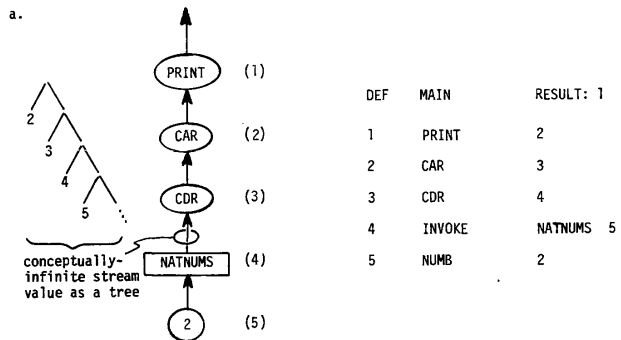 a.
PRINT (1)
CAR (2)
CDR (3)
NATNUMS (4)
2 (5)
2
3
4
5
conceptually-
infinite stream
value as a tree
DEF MAIN RESULT: 1
1 PRINT 2
2 CAR 3
3 CDR 4
4 INVOKE NATNUMS 5
5 NUMB 2